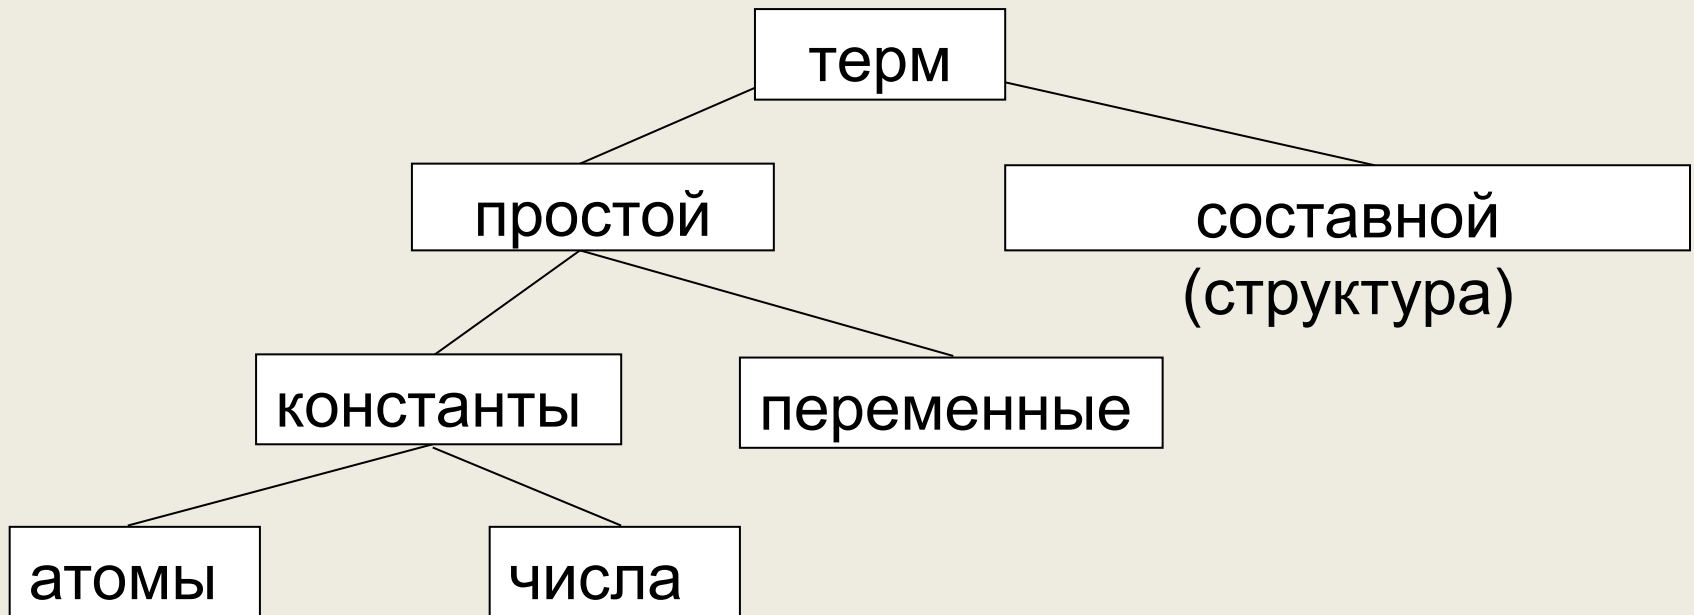 терм
простой
составной
(структура)
константы
переменные
атомы
числа